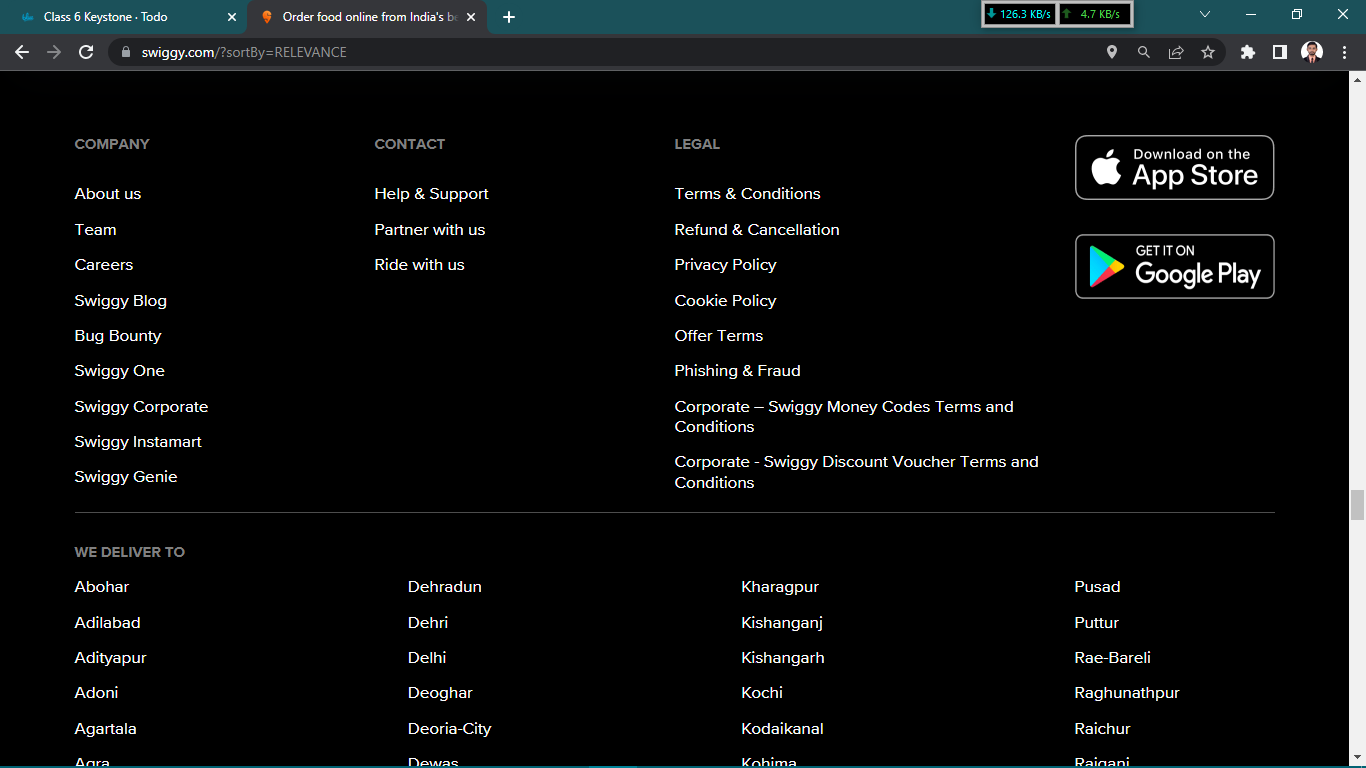 Class 6 Keystone · Todo
Order food online from India's be
126.3 KB/s
4.7 KB/s
swiggy.com/?sortBy=RELEVANCE
COMPANY
About us
Team
Careers
Swiggy Blog
Bug Bounty
Swiggy One
Swiggy Corporate
Swiggy Instamart
Swiggy Genie
CONTACT
Help & Support
Partner with us
Ride with us
LEGAL
Terms & Conditions
Refund & Cancellation
Privacy Policy
Cookie Policy
Offer Terms
Phishing & Fraud
Corporate – Swiggy Money Codes Terms and
Conditions
Corporate - Swiggy Discount Voucher Terms and
Conditions
Download on the
App Store
GET IT ON
Google Play
WE DELIVER TO
Abohar
Adilabad
Adityapur
Adoni
Agartala
Agra
Dehradun
Dehri
Delhi
Deoghar
Deoria-City
Dewas
Kharagpur
Kishanganj
Kishangarh
Kochi
Kodaikanal
Kohima
Pusad
Puttur
Rae-Bareli
Raghunathpur
Raichur
Raiganj